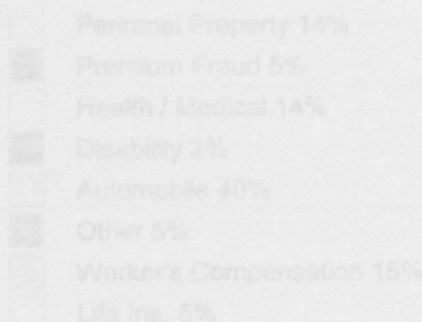 Personal Property 14%
Premium Fraud 5%
Health / Medical 14%
Disability 2%
Automobile 40%
Other 5%
Worker's Compensation 15%
Life Ins. 5%